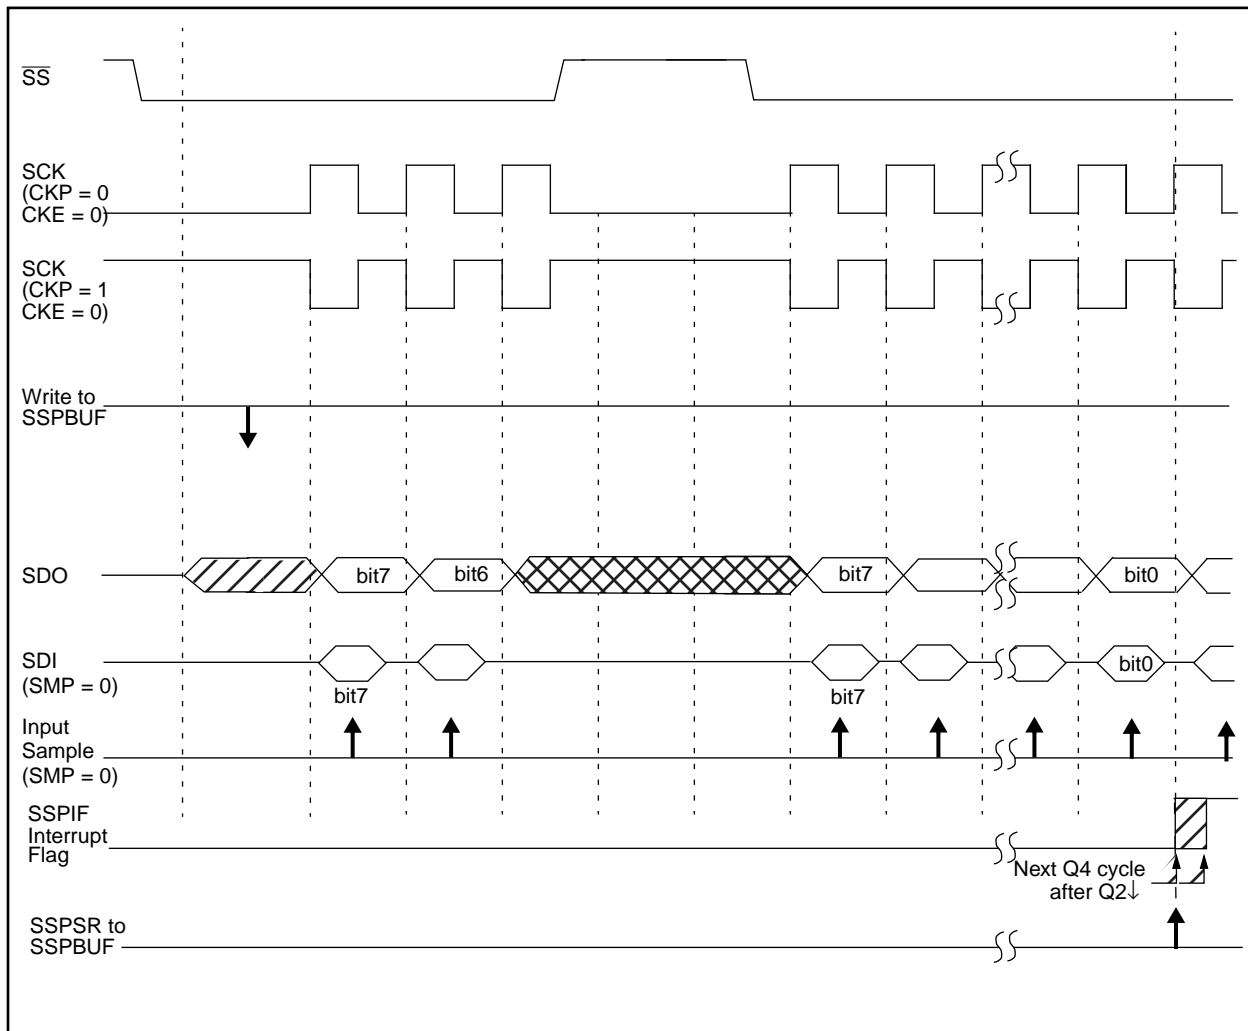 SS
SCK
(CKP = 0
CKE = 0)
SCK
(CKP = 1
CKE = 0)
Write to
SSPBUF
SDO
bit7
bit6
bit7
bit0
SDI
(SMP = 0)
bit7
bit7
bit0
Input
Sample
(SMP = 0)
SSPIF
Interrupt
Flag
Next Q4 cycle
after Q2↓
SSPSR to
SSPBUF